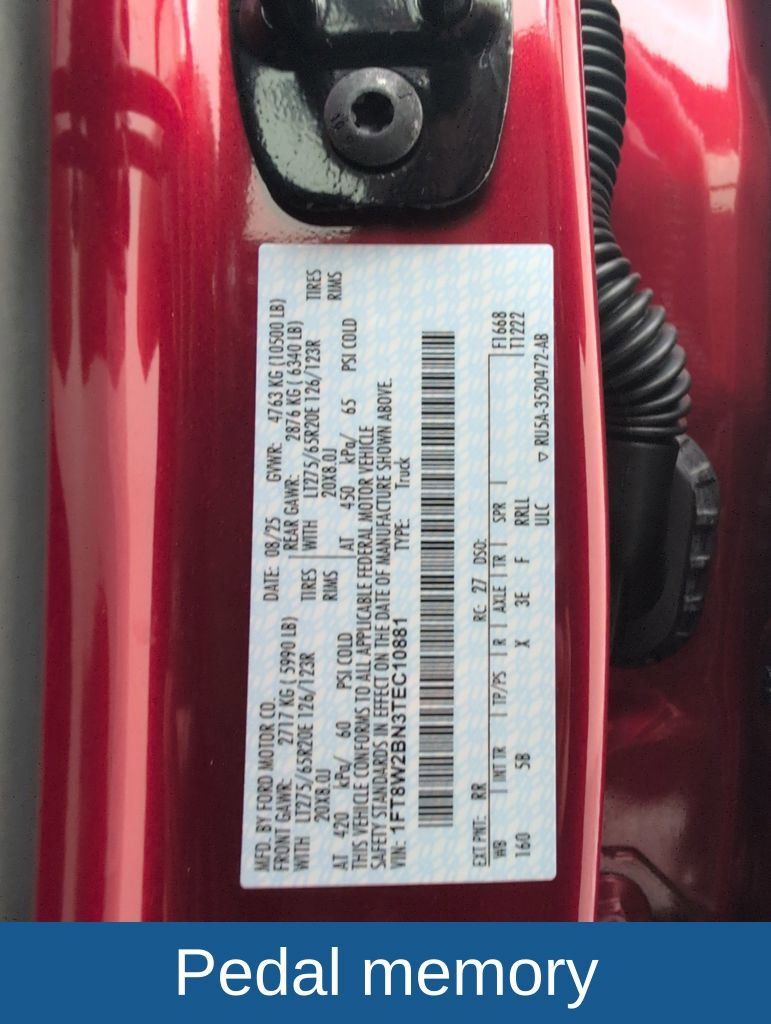 MFD. BY FORD MOTOR CO.
DATE: 08/25 GVWR: 4763 KG (10500 LB)
FRONT GAWR: 2717 KG ( 5990 LB)
REAR GAWR: 2876 KG ( 6340 LB)
WITH LT275/65R20E 126/123R TIRES
WITH LT275/65R20E 126/123R TIRES
20X8.0J RIMS
20X8.0J RIMS
AT 420 kPa/ 60 PSI COLD
AT 450 kPa/ 65 PSI COLD
THIS VEHICLE CONFORMS TO ALL APPLICABLE FEDERAL MOTOR VEHICLE
SAFETY STANDARDS IN EFFECT ON THE DATE OF MANUFACTURE SHOWN ABOVE.
VIN: 1FT8W2BN3TEC10881
TYPE: Truck
EXT PNT: RR RC: 27 DSO:
F1668
WB INT TR TP/PS R AXLE TR SPR
T1222
160 5B X 3E F RRLL
ULC
▽ RU5A-3520472-AB
Pedal memory